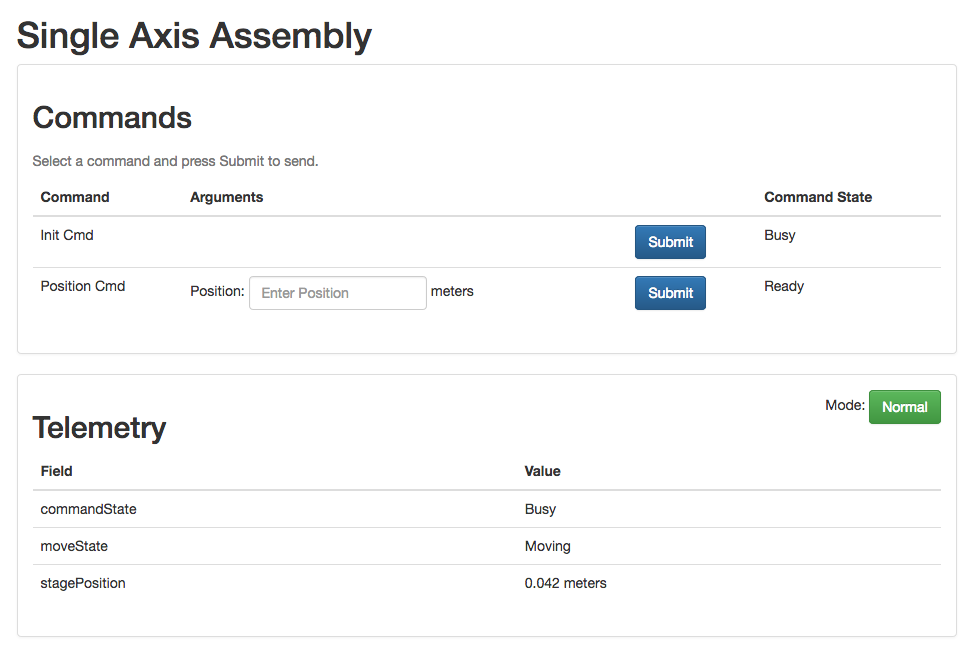 Single Axis Assembly
Commands
Select a command and press Submit to send.
Command Arguments Command State
Init Cmd Submit Busy
Position Cmd Position: Enter Position meters Submit Ready
Mode: Normal
Telemetry
Field Value
commandState Busy
moveState Moving
stagePosition 0.042 meters